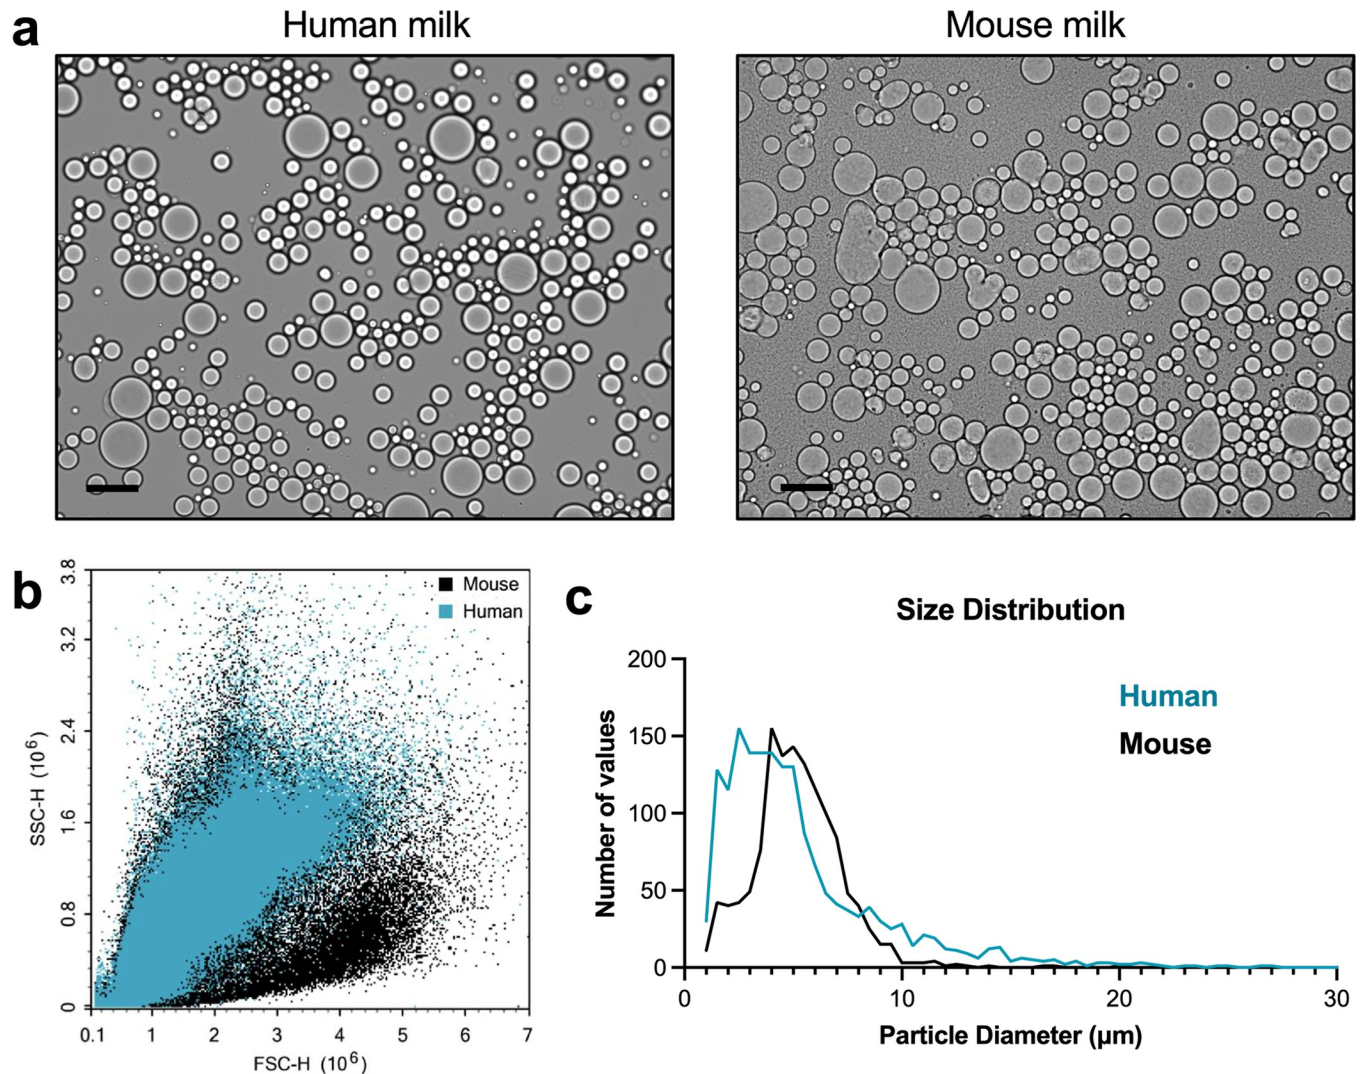 a
Human milk
Mouse milk
b
3.8
3.2
2.4
1.6
0.8
0
SSC-H (10⁶)
Mouse
Human
0.1 1 2 3 4 5 6 7
FSC-H (10⁶)
c
Size Distribution
200
150
100
50
0
Number of values
Human
Mouse
0 10 20 30
Particle Diameter (µm)